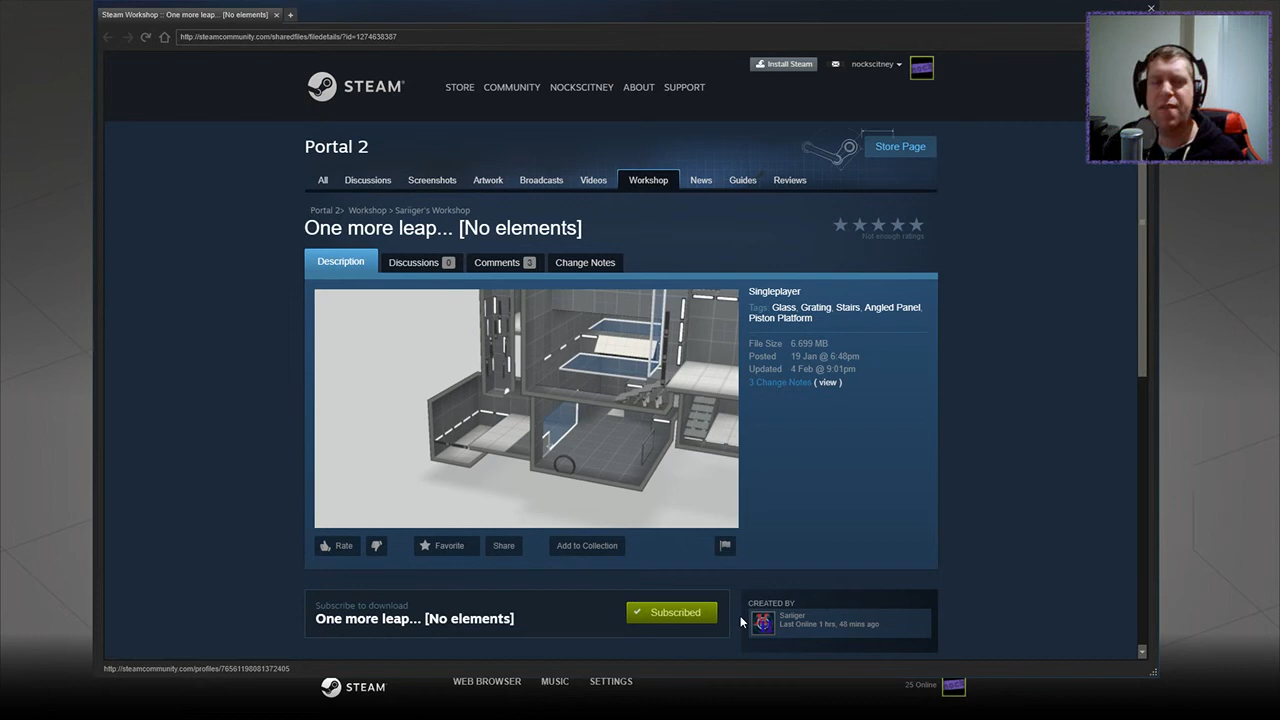 Steam Workshop :: One more leap... [No elements]
http://steamcommunity.com/sharedfiles/filedetails/?id=1274638387
Install Steam
nockscitney
STEAM
STORE COMMUNITY NOCKSCITNEY ABOUT SUPPORT
Portal 2
Store Page
All Discussions Screenshots Artwork Broadcasts Videos Workshop News Guides Reviews
Portal 2> Workshop > Sariiger's Workshop
One more leap... [No elements]
Not enough ratings
Description Discussions 0 Comments 3 Change Notes
Singleplayer
Tags: Glass, Grating, Stairs, Angled Panel,
Piston Platform
File Size 6.699 MB
Posted 19 Jan @ 6:48pm
Updated 4 Feb @ 9:01pm
3 Change Notes ( view )
Rate Favorite Share Add to Collection
Subscribe to download
One more leap... [No elements]
Subscribed
CREATED BY
Sariiger
Last Online 1 hrs, 48 mins ago
http://steamcommunity.com/profiles/76561198081372405
STEAM
WEB BROWSER MUSIC SETTINGS
25 Online